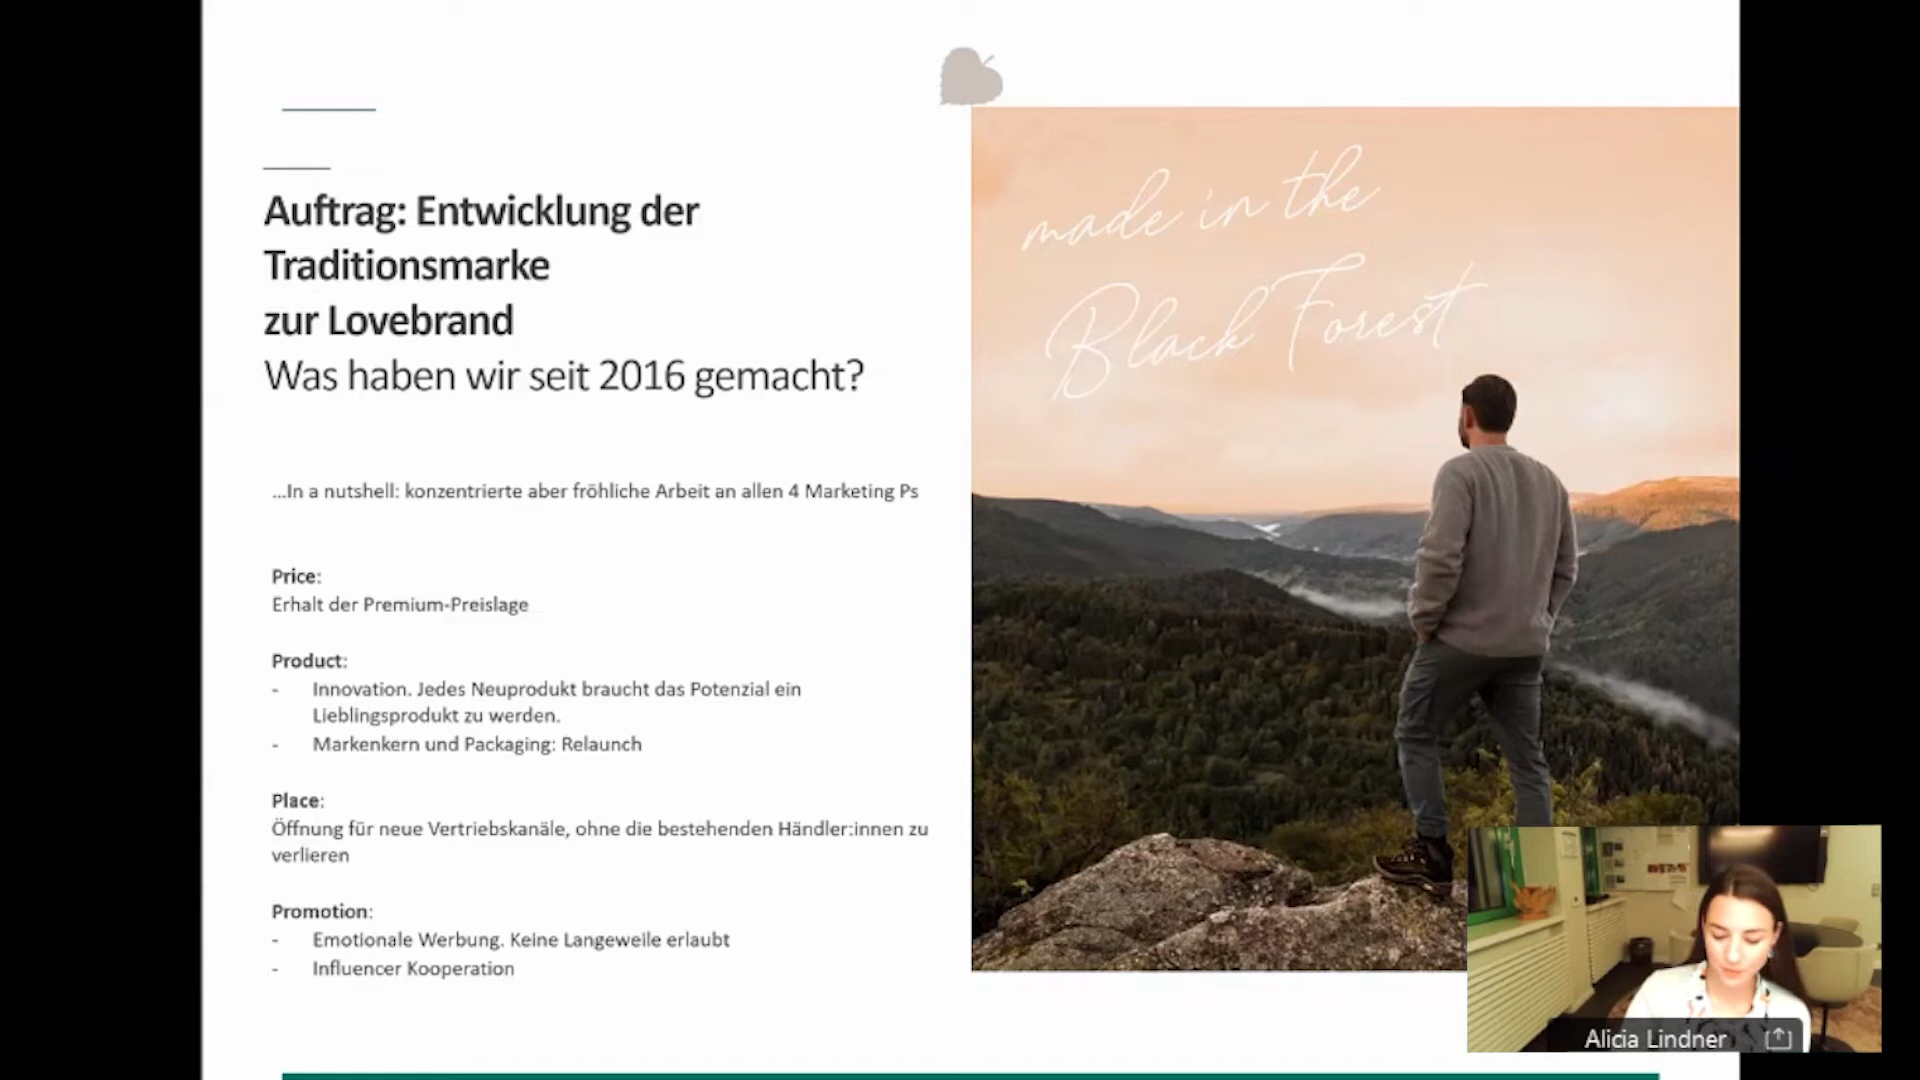 Auftrag: Entwicklung der
Traditionsmarke
zur Lovebrand
Was haben wir seit 2016 gemacht?
...In a nutshell: konzentrierte aber fröhliche Arbeit an allen 4 Marketing Ps
Price:
Erhalt der Premium-Preislage
Product:
- Innovation. Jedes Neuprodukt braucht das Potenzial ein
Lieblingsprodukt zu werden.
- Markenkern und Packaging: Relaunch
Place:
Öffnung für neue Vertriebskanäle, ohne die bestehenden Händler:innen zu
verlieren
Promotion:
- Emotionale Werbung. Keine Langeweile erlaubt
- Influencer Kooperation
made in the
Black Forest
Alicia Lindner